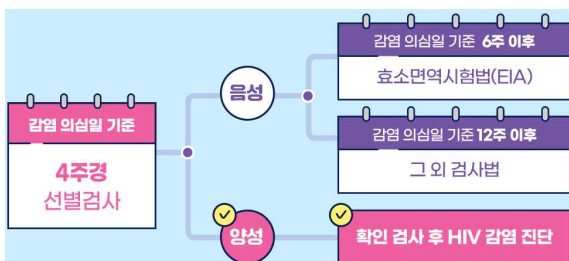 감염 의심일 기준
4주경
선별검사
음성
감염 의심일 기준 6주 이후
효소면역시험법(EIA)
감염 의심일 기준 12주 이후
그 외 검사법
양성
확인 검사 후 HIV 감염 진단